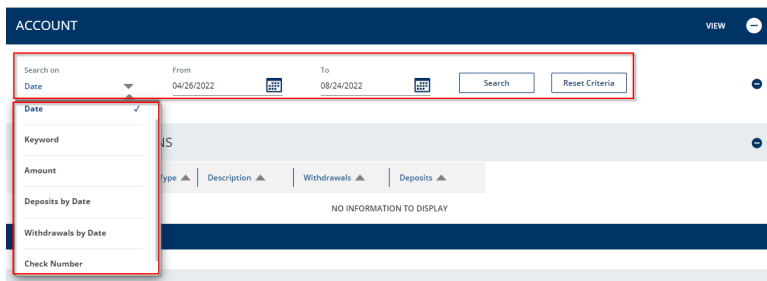 ACCOUNT VIEW
Search on From To
Date 04/26/2022 08/24/2022 Search Reset Criteria
Date
Keyword
NS
Amount
Type Description Withdrawals Deposits
Deposits by Date
NO INFORMATION TO DISPLAY
Withdrawals by Date
Check Number